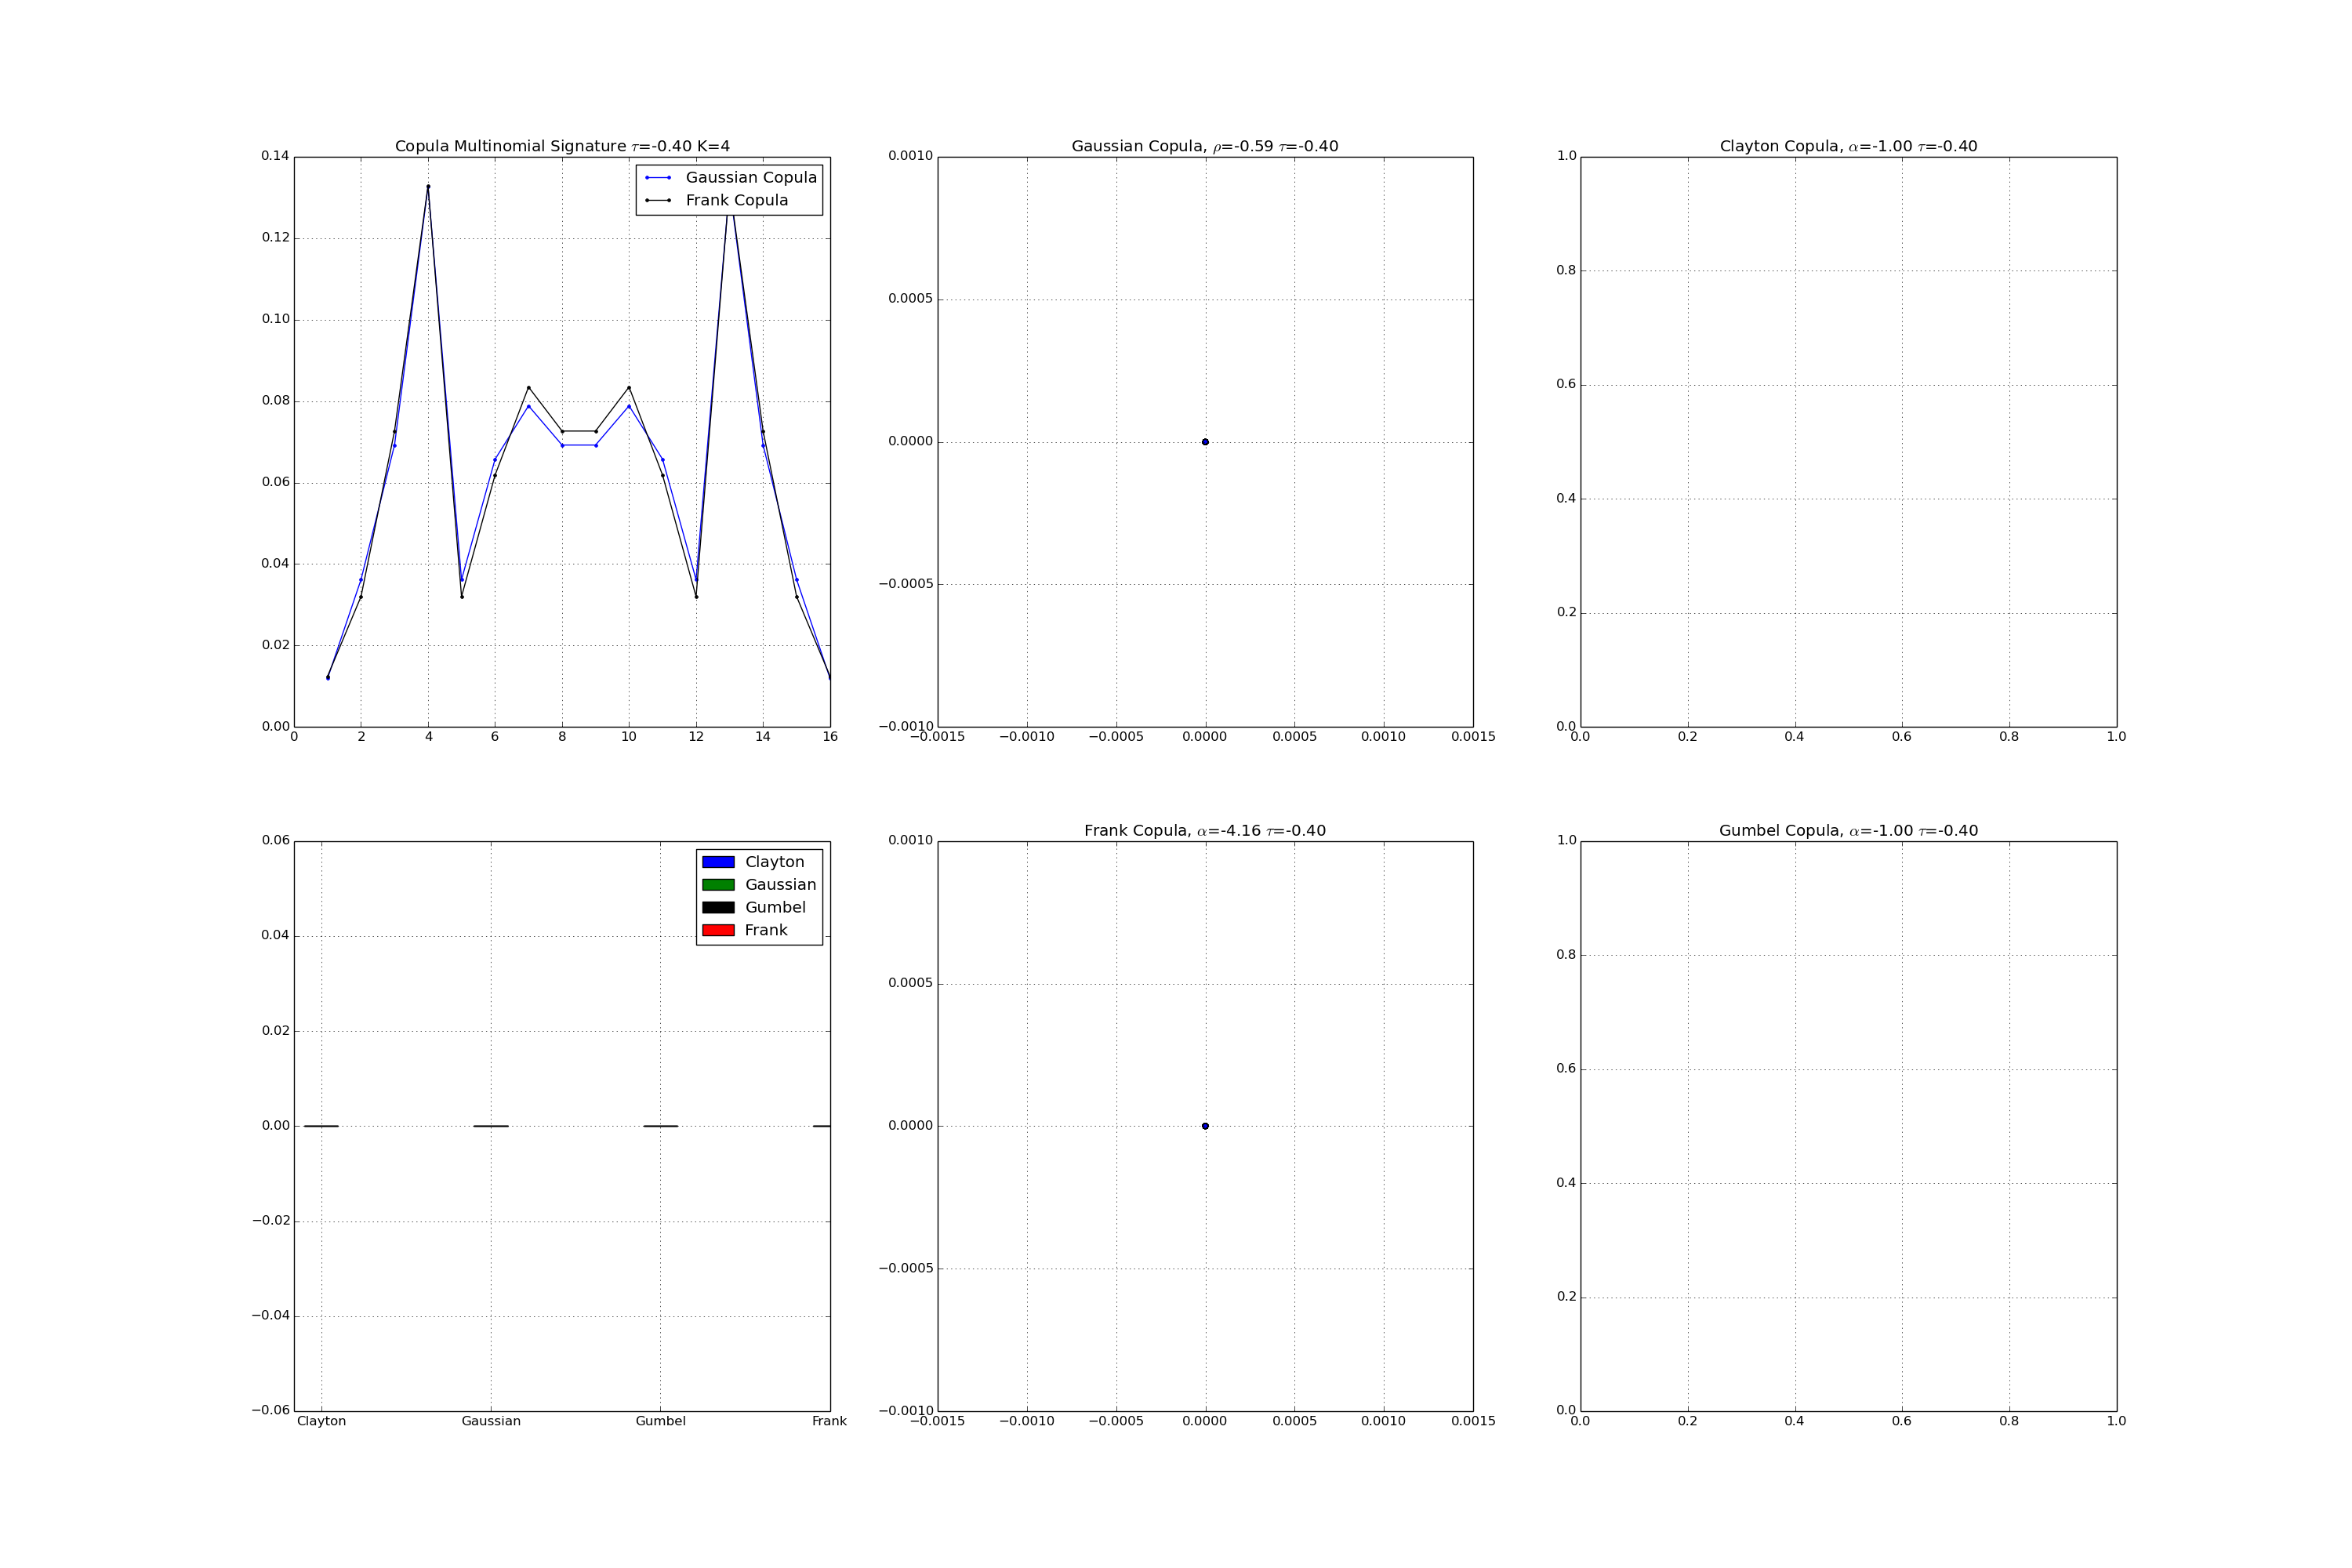 Copula Multinomial Signature τ=-0.40 K=4
Gaussian Copula
Frank Copula
0.14
0.12
0.10
0.08
0.06
0.04
0.02
0.00
0 2 4 6 8 10 12 14 16
Gaussian Copula, ρ=-0.59 τ=-0.40
0.0010
0.0005
0.0000
−0.0005
−0.0010
−0.0015 −0.0010 −0.0005 0.0000 0.0005 0.0010 0.0015
Clayton Copula, α=-1.00 τ=-0.40
1.0
0.8
0.6
0.4
0.2
0.0
0.0 0.2 0.4 0.6 0.8 1.0
Clayton
Gaussian
Gumbel
Frank
0.06
0.04
0.02
0.00
−0.02
−0.04
−0.06
Clayton Gaussian Gumbel Frank
Frank Copula, α=-4.16 τ=-0.40
0.0010
0.0005
0.0000
−0.0005
−0.0010
−0.0015 −0.0010 −0.0005 0.0000 0.0005 0.0010 0.0015
Gumbel Copula, α=-1.00 τ=-0.40
1.0
0.8
0.6
0.4
0.2
0.0
0.0 0.2 0.4 0.6 0.8 1.0